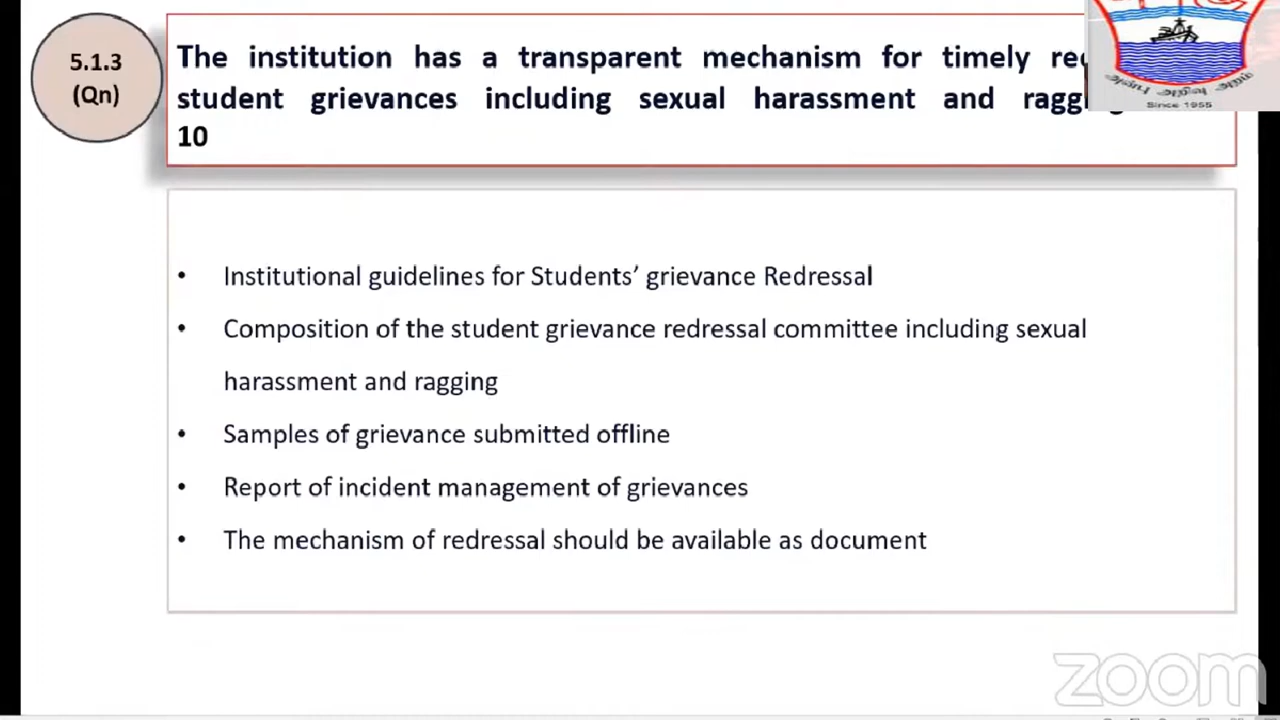 5.1.3
(Qn)
The institution has a transparent mechanism for timely
student grievances including sexual harassment and ragging
10
Since 1955
• Institutional guidelines for Students’ grievance Redressal
• Composition of the student grievance redressal committee including sexual
harassment and ragging
• Samples of grievance submitted offline
• Report of incident management of grievances
• The mechanism of redressal should be available as document
zoom